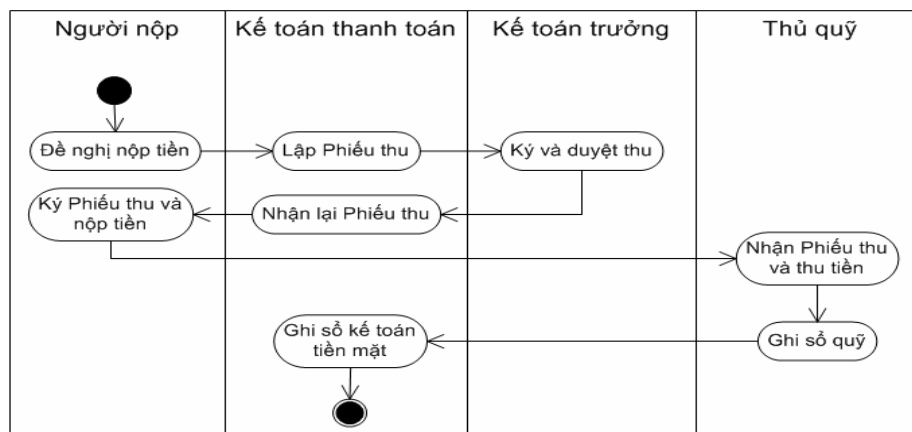 Người nộp
Kế toán thanh toán
Kế toán trưởng
Thủ quỹ
Đề nghị nộp tiền
Lập Phiếu thu
Ký và duyệt thu
Ký Phiếu thu và
nộp tiền
Nhận lại Phiếu thu
Nhận Phiếu thu
và thu tiền
Ghi sổ kế toán
tiền mặt
Ghi sổ quỹ